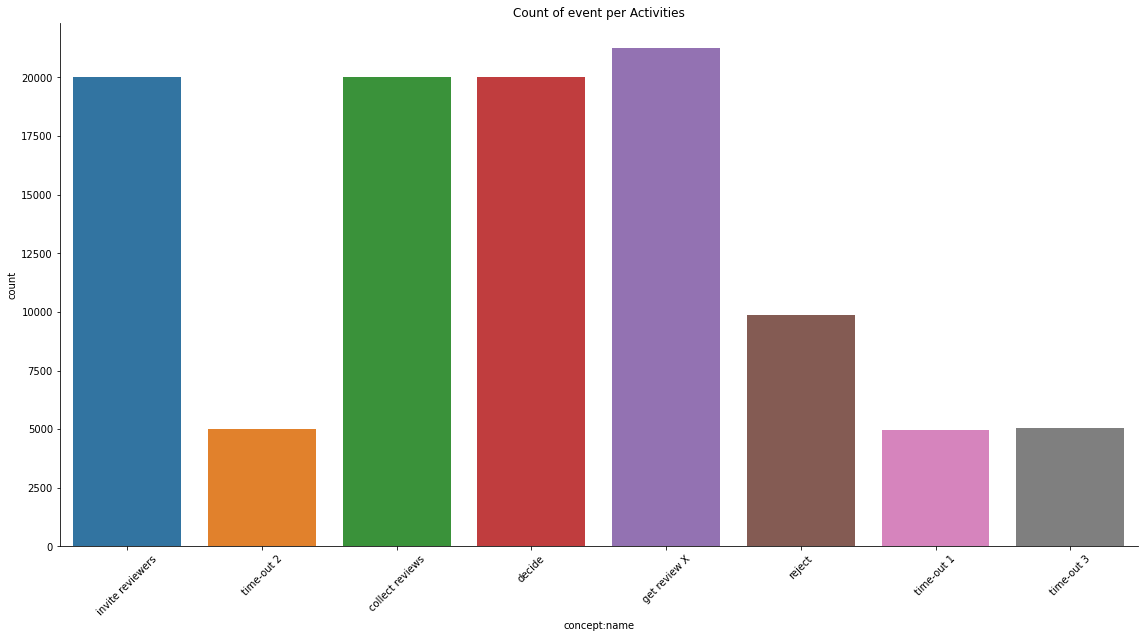 Count of event per Activities
count
20000
17500
15000
12500
10000
7500
5000
2500
0
invite reviewers
time-out 2
collect reviews
decide
get review X
reject
time-out 1
time-out 3
concept:name